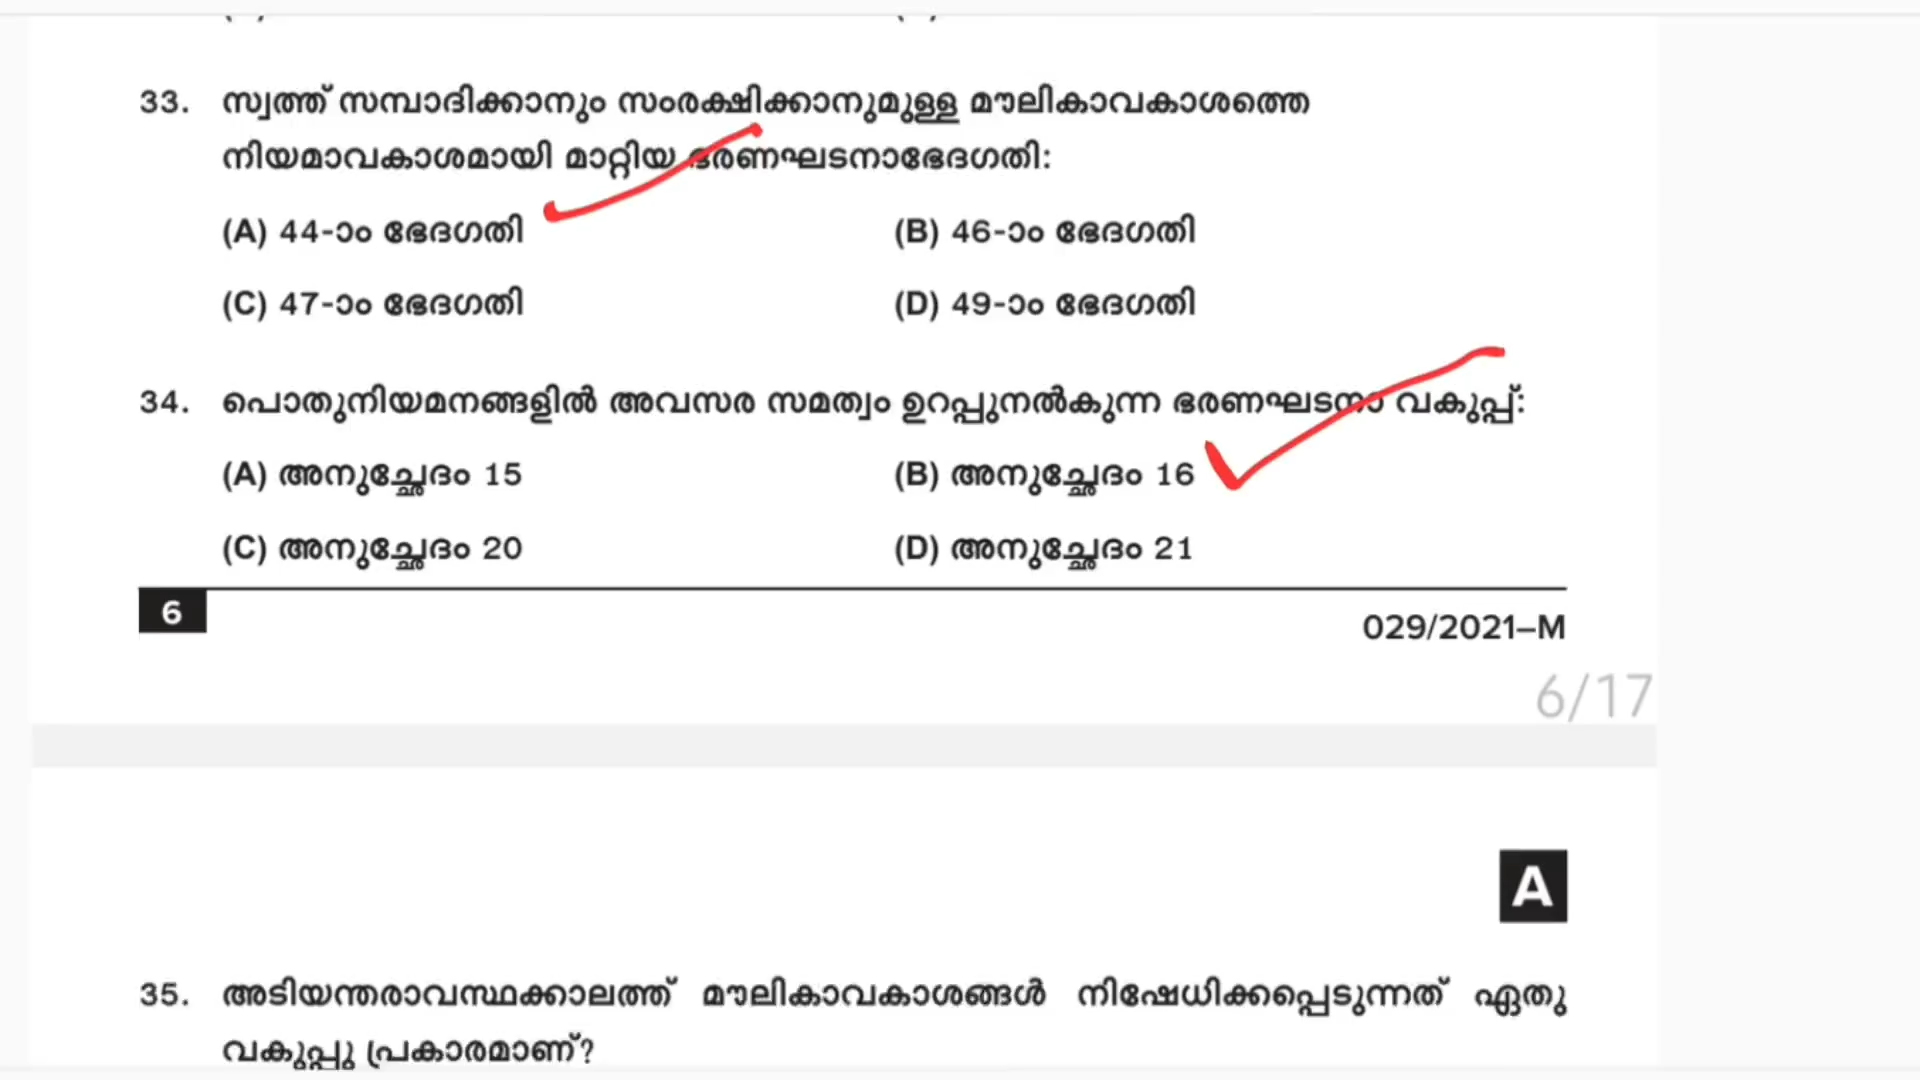 33. സ്വത്ത് സമ്പാദിക്കാനും സംരക്ഷിക്കാനുമുള്ള മൗലികാവകാശത്തെ
നിയമാവകാശമായി മാറ്റിയ ഭരണഘടനാഭേദഗതി:
(A) 44-ാം ഭേദഗതി (B) 46-ാം ഭേദഗതി
(C) 47-ാം ഭേദഗതി (D) 49-ാം ഭേദഗതി
34. പൊതുനിയമനങ്ങളിൽ അവസര സമത്വം ഉറപ്പുനൽകുന്ന ഭരണഘടനാ വകുപ്പ്:
(A) അനുച്ഛേദം 15 (B) അനുച്ഛേദം 16
(C) അനുച്ഛേദം 20 (D) അനുച്ഛേദം 21
6
029/2021–M
6/17
A
35. അടിയന്തരാവസ്ഥക്കാലത്ത് മൗലികാവകാശങ്ങൾ നിഷേധിക്കപ്പെടുന്നത് ഏതു
വകുപ്പു പ്രകാരമാണ്?